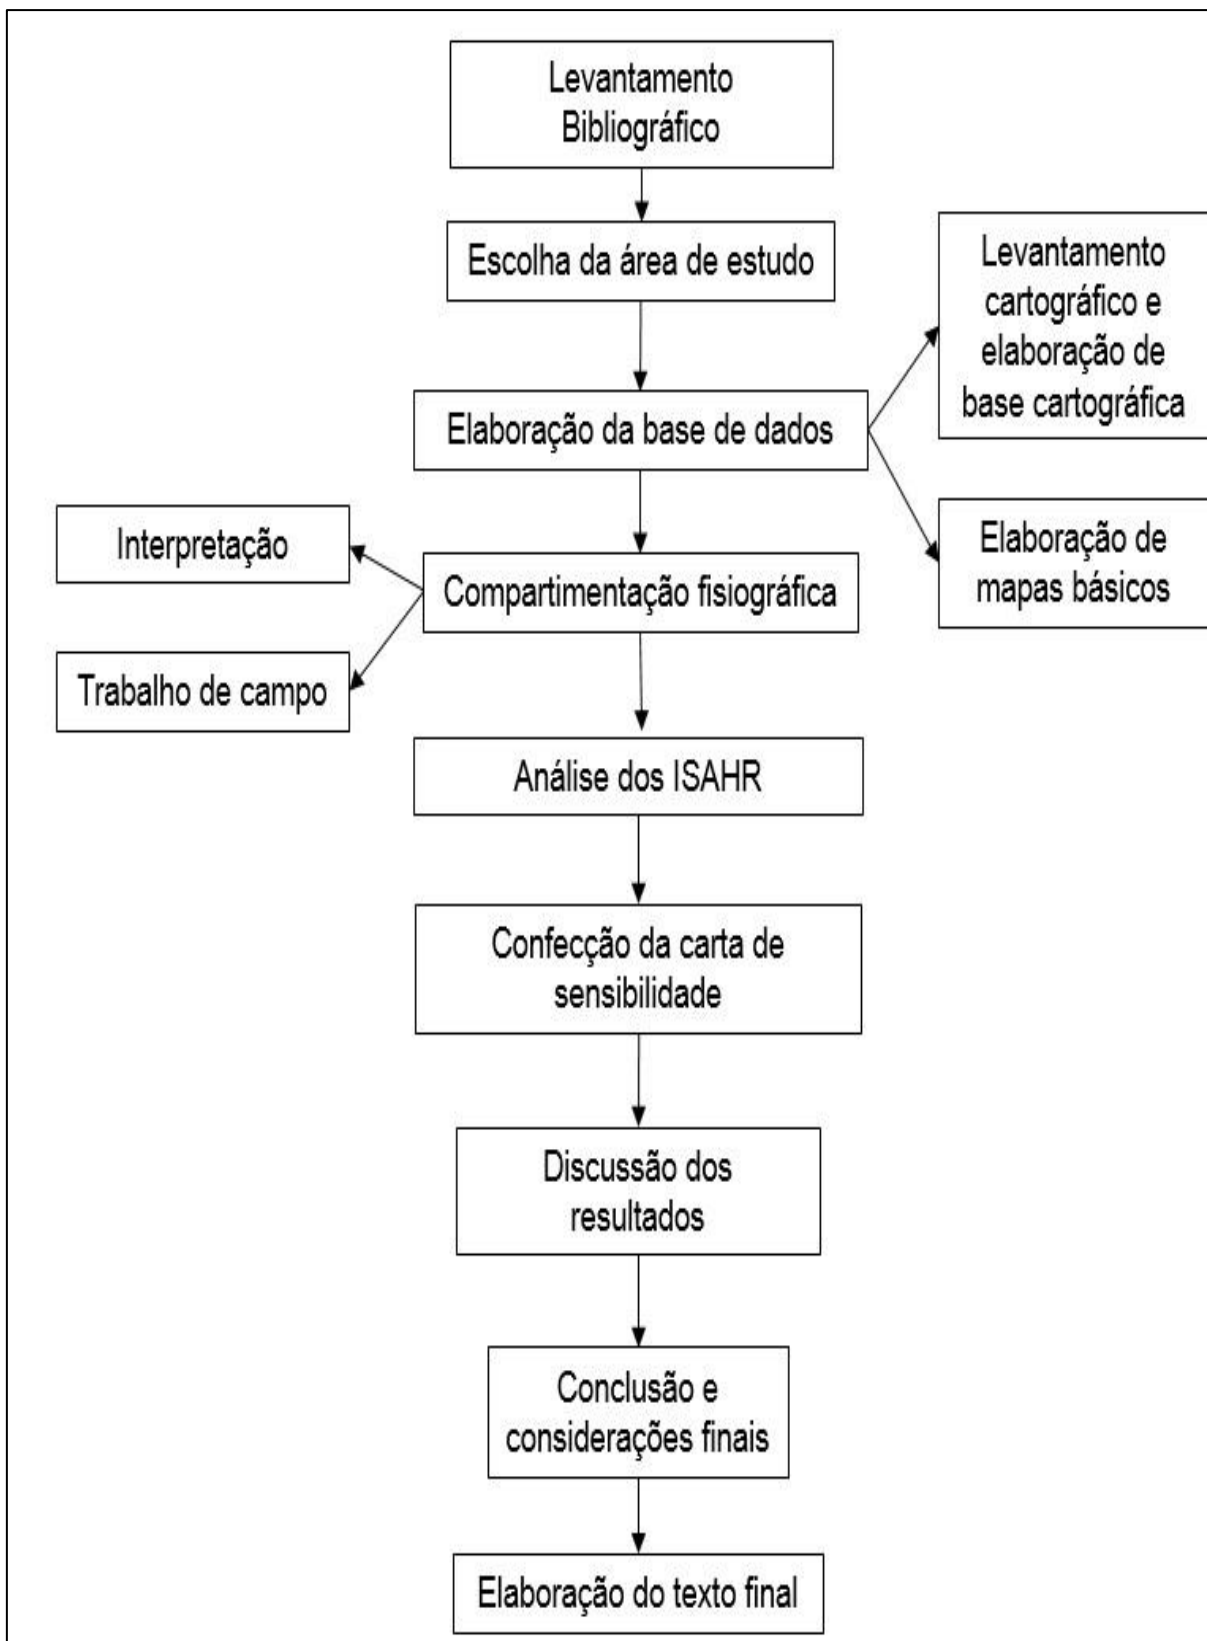 Levantamento
Bibliográfico
Escolha da área de estudo
Levantamento
cartográfico e
elaboração de
base cartográfica
Elaboração da base de dados
Elaboração de
mapas básicos
Interpretação
Compartimentação fisiográfica
Trabalho de campo
Análise dos ISAHR
Confecção da carta de
sensibilidade
Discussão dos
resultados
Conclusão e
considerações finais
Elaboração do texto final